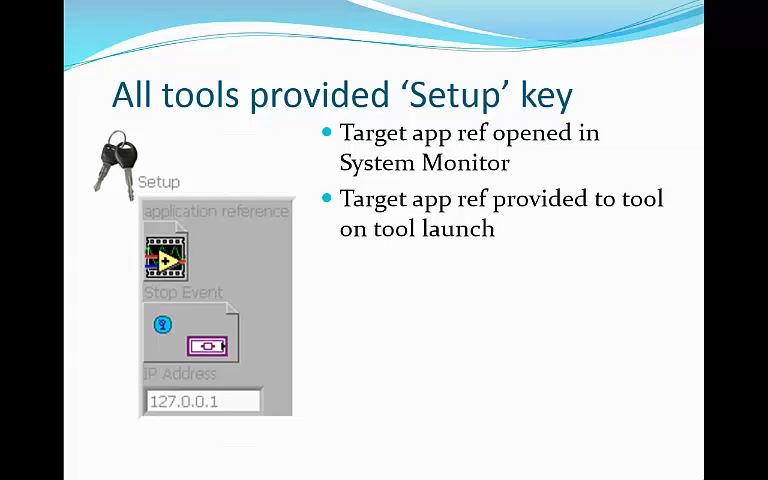 All tools provided ‘Setup’ key
Target app ref opened in
System Monitor
Target app ref provided to tool
on tool launch
Setup
application reference
Stop Event
IP Address
127.0.0.1